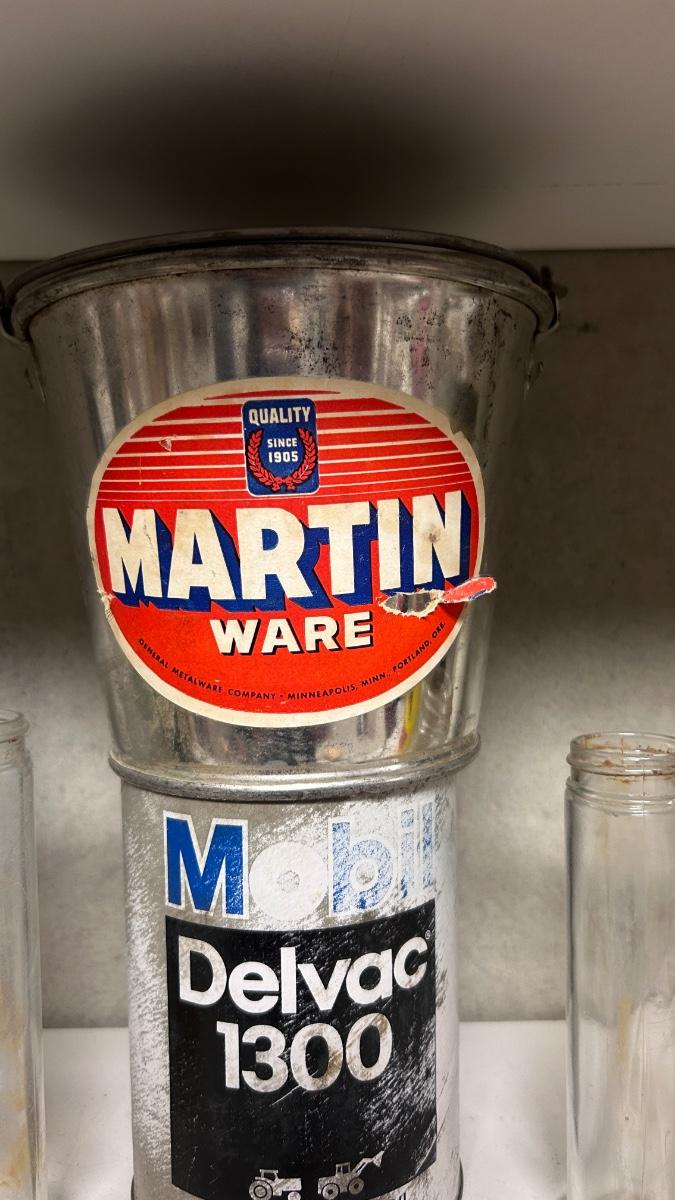 QUALITY
SINCE
1905
MARTIN
WARE
GENERAL METALWARE COMPANY • MINNEAPOLIS, MINN., PORTLAND, ORE.
Mobil
Delvac®
1300